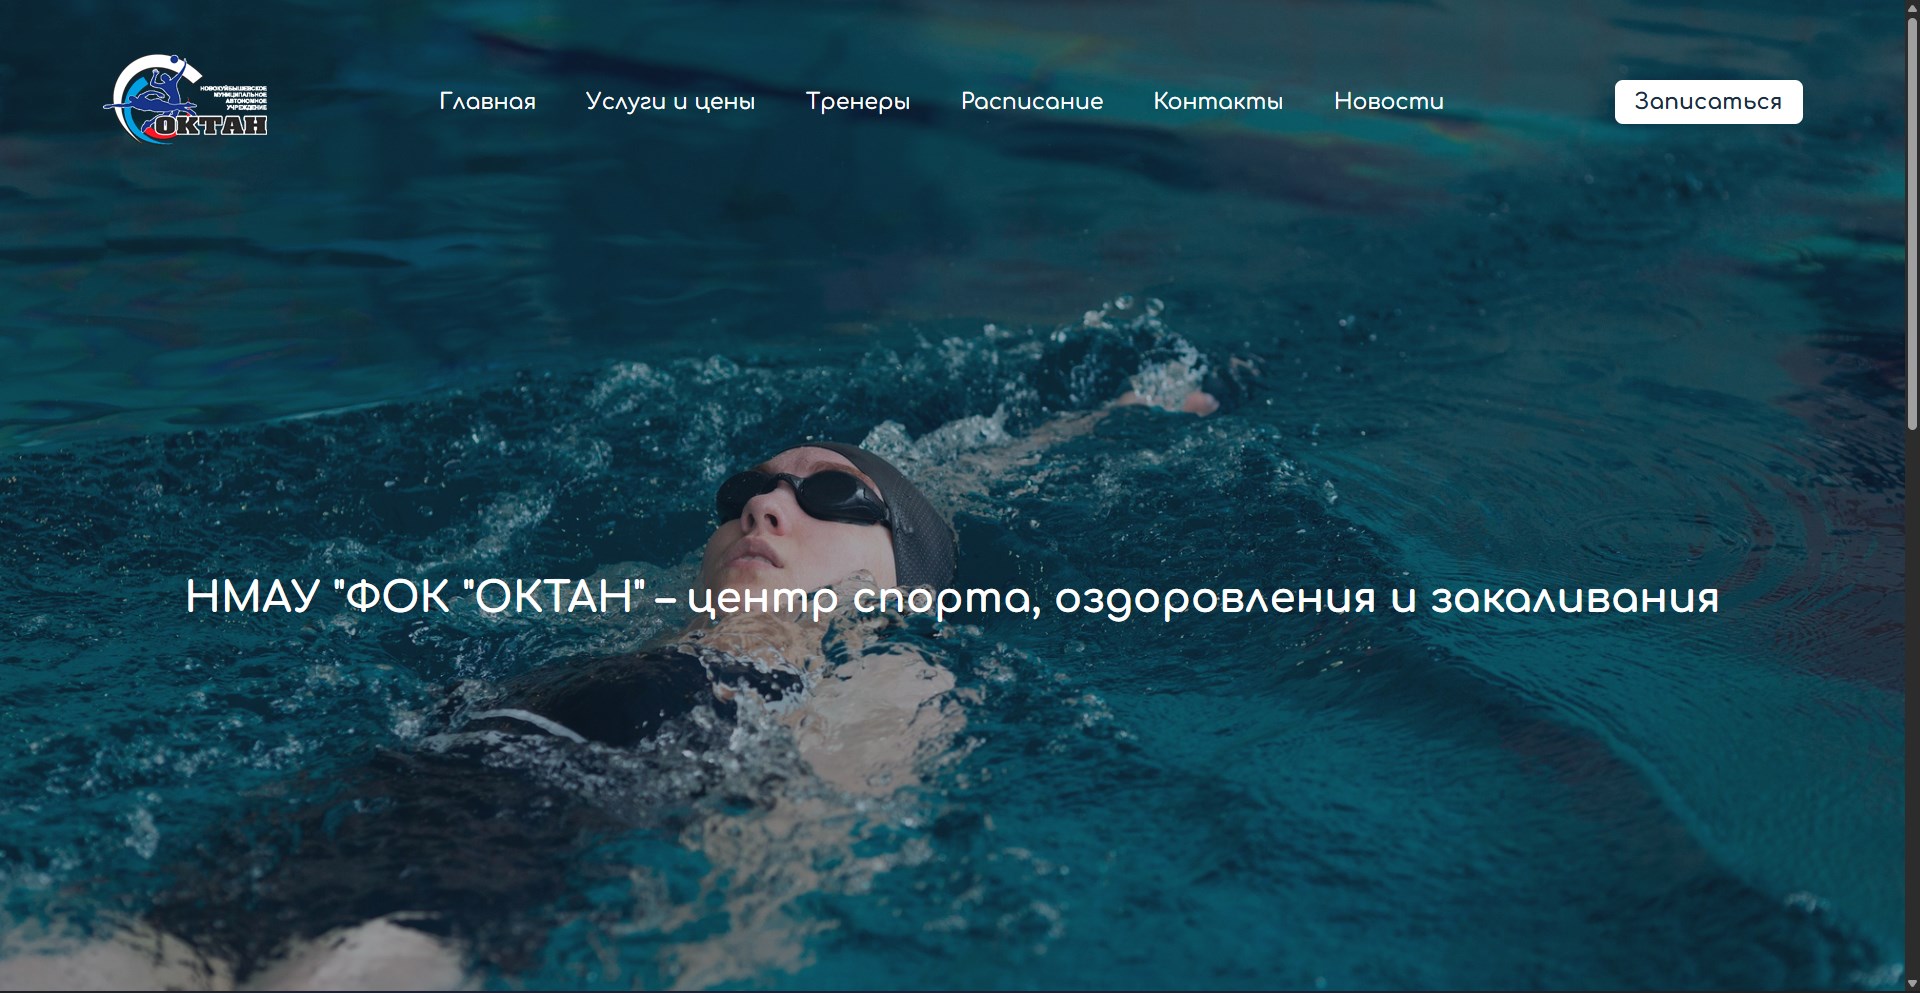 НОВОКУЙБЫШЕВСКОЕ
МУНИЦИПАЛЬНОЕ
АВТОНОМНОЕ
УЧРЕЖДЕНИЕ
ОКТАН
Главная
Услуги и цены
Тренеры
Расписание
Контакты
Новости
Записаться
НМАУ "ФОК "ОКТАН" – центр спорта, оздоровления и закаливания